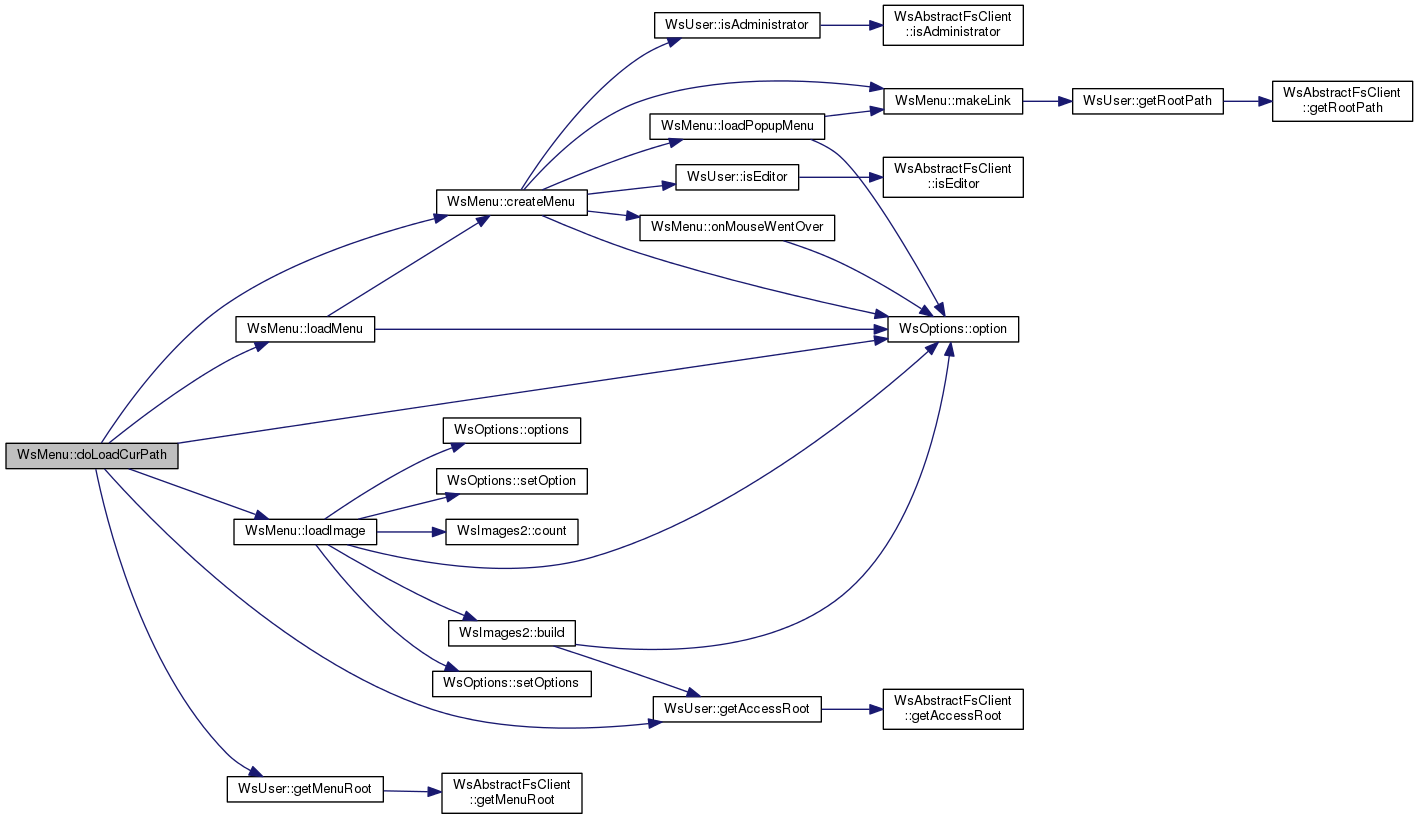 WsUser::isAdministrator
WsAbstractFsClient
::isAdministrator
WsMenu::makeLink
WsUser::getRootPath
WsAbstractFsClient
::getRootPath
WsMenu::loadPopupMenu
WsUser::isEditor
WsAbstractFsClient
::isEditor
WsMenu::createMenu
WsMenu::onMouseWentOver
WsMenu::loadMenu
WsOptions::option
WsOptions::options
WsMenu::doLoadCurPath
WsOptions::setOption
WsMenu::loadImage
WsImages2::count
WsImages2::build
WsOptions::setOptions
WsUser::getAccessRoot
WsAbstractFsClient
::getAccessRoot
WsUser::getMenuRoot
WsAbstractFsClient
::getMenuRoot